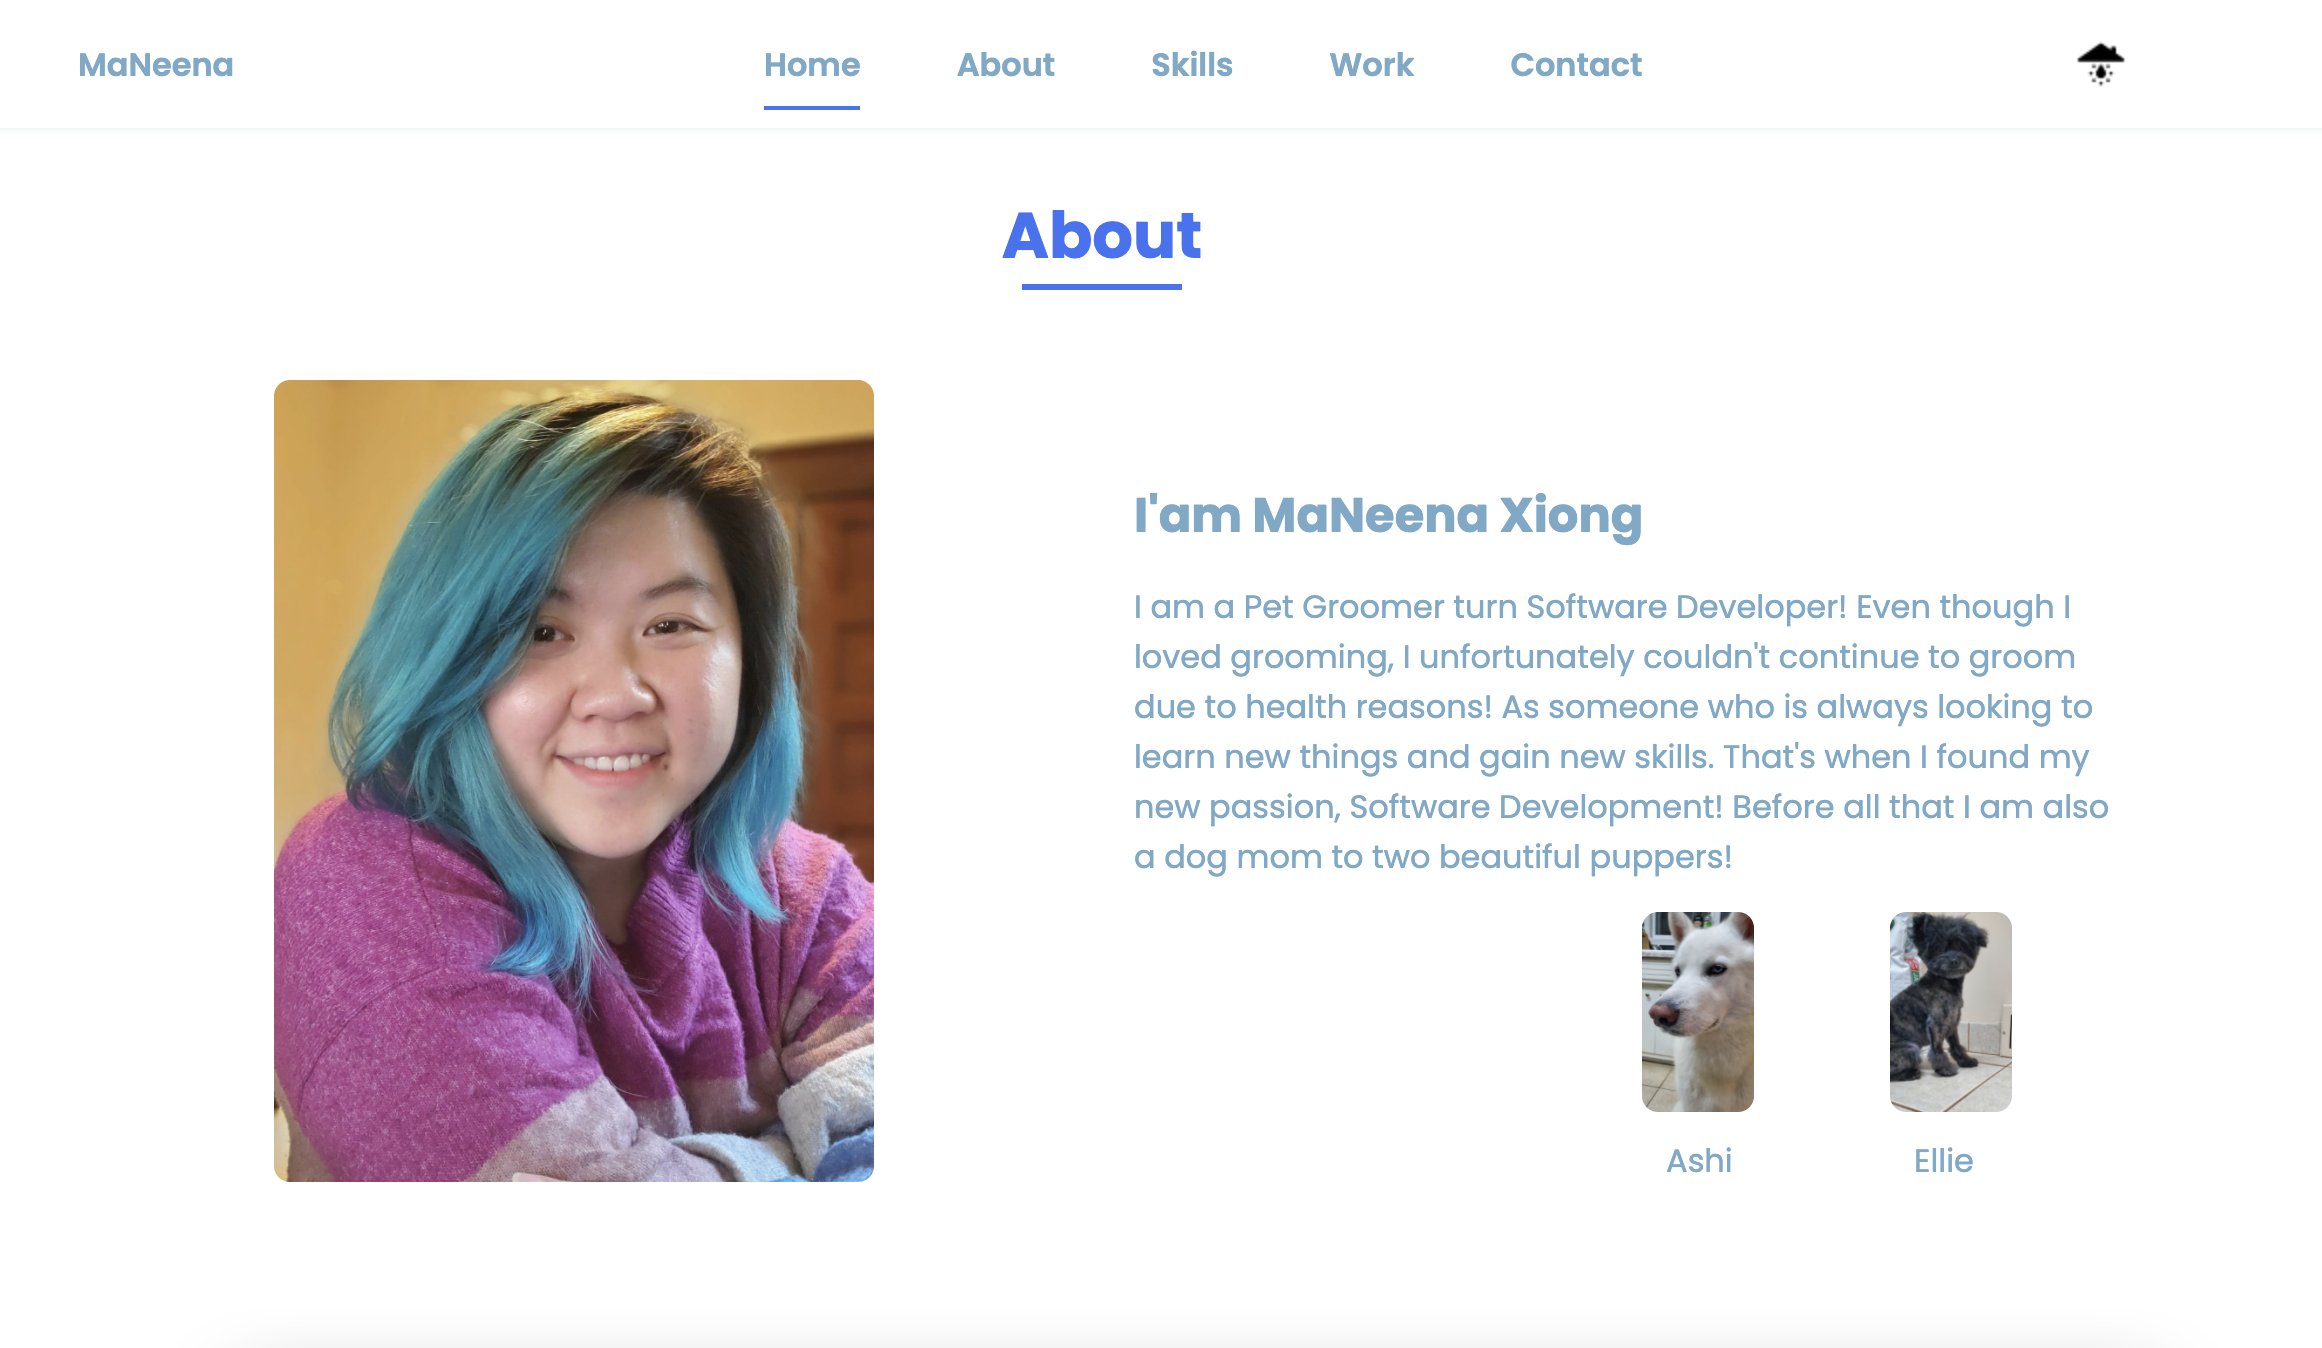 MaNeena
Home
About
Skills
Work
Contact
About
I'am MaNeena Xiong
I am a Pet Groomer turn Software Developer! Even though I
loved grooming, I unfortunately couldn't continue to groom
due to health reasons! As someone who is always looking to
learn new things and gain new skills. That's when I found my
new passion, Software Development! Before all that I am also
a dog mom to two beautiful puppers!
Ashi
Ellie